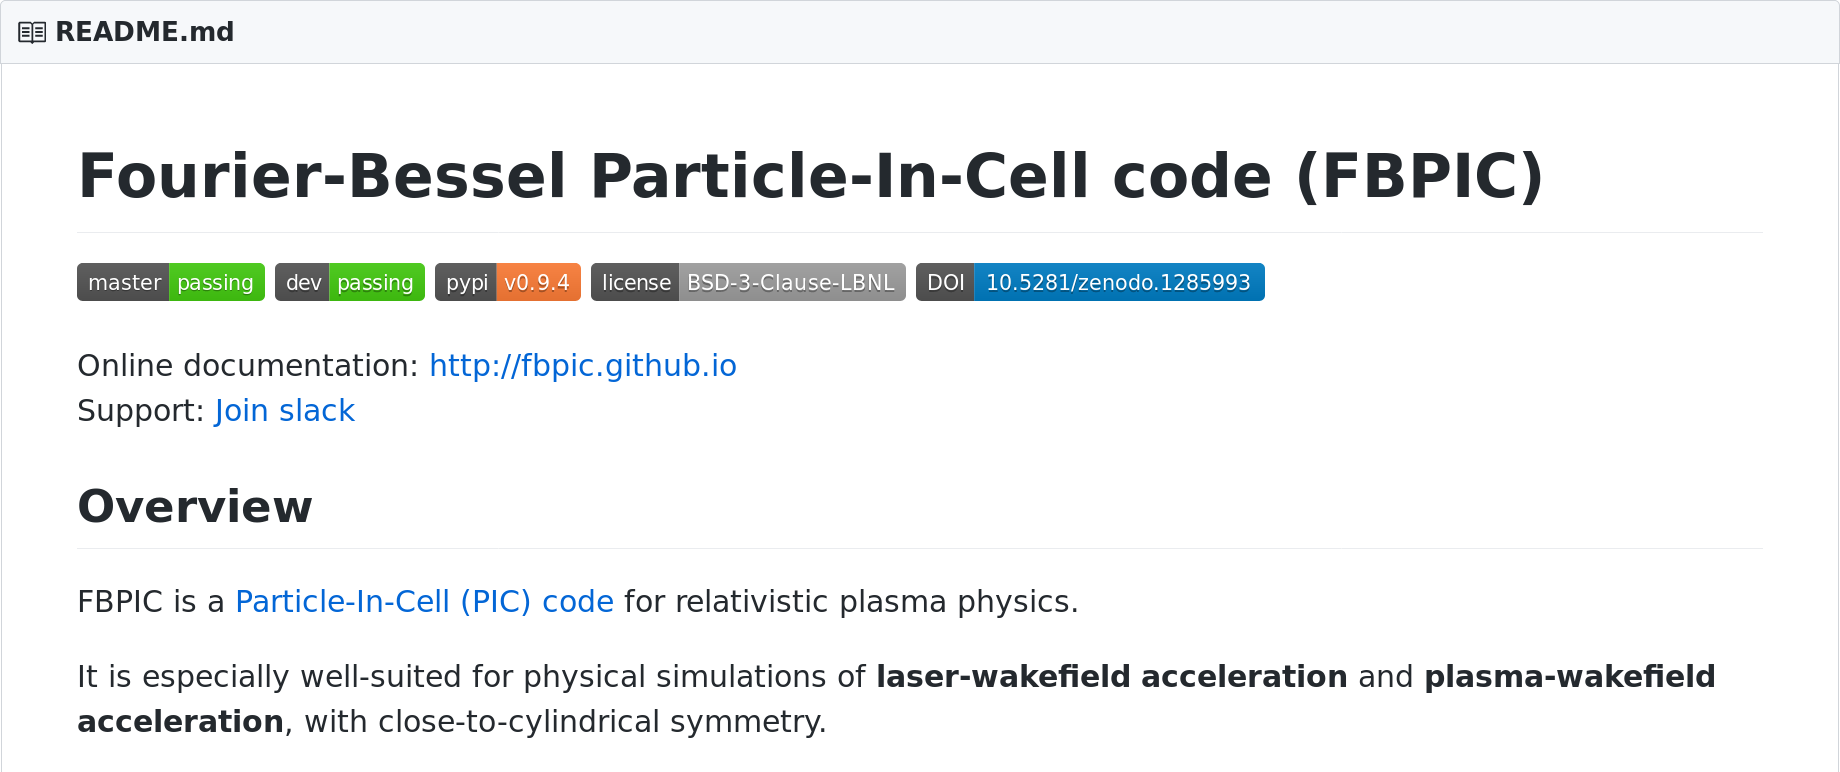 README.md
Fourier-Bessel Particle-In-Cell code (FBPIC)
master passing dev passing pypi v0.9.4 license BSD-3-Clause-LBNL DOI 10.5281/zenodo.1285993
Online documentation: http://fbpic.github.io
Support: Join slack
Overview
FBPIC is a Particle-In-Cell (PIC) code for relativistic plasma physics.
It is especially well-suited for physical simulations of laser-wakefield acceleration and plasma-wakefield
acceleration, with close-to-cylindrical symmetry.